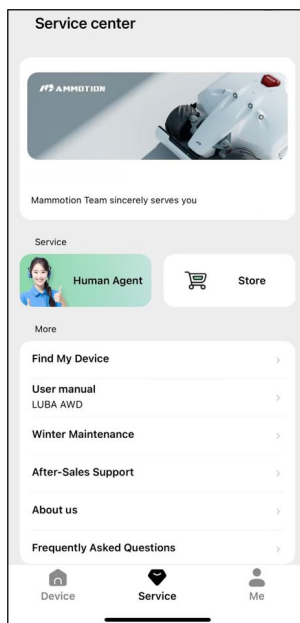 Service center
MAMMOTION
Mammotion Team sincerely serves you
Service
Human Agent
Store
More
Find My Device
User manual
LUBA AWD
Winter Maintenance
After-Sales Support
About us
Frequently Asked Questions
Device
Service
Me